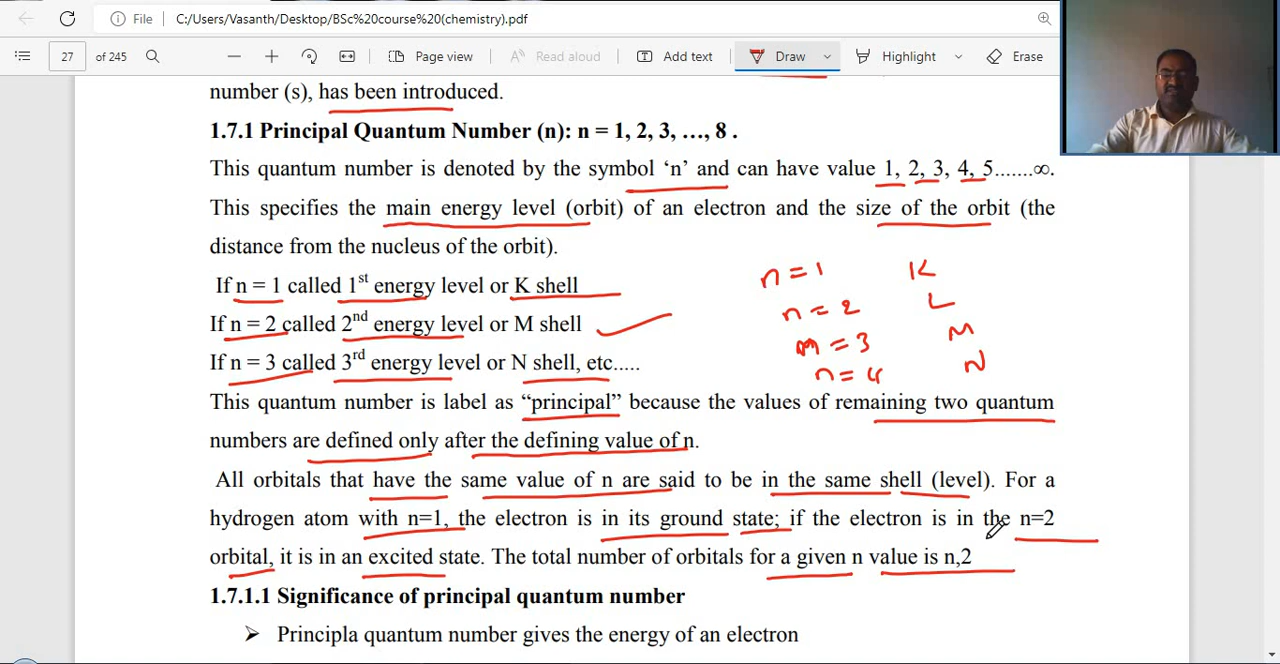 File C:/Users/Vasanth/Desktop/BSc%20course%20(chemistry).pdf
27 of 245 Page view Read aloud Add text Draw Highlight Erase
number (s), has been introduced.
1.7.1 Principal Quantum Number (n): n = 1, 2, 3, …, 8 .
This quantum number is denoted by the symbol ‘n’ and can have value 1, 2, 3, 4, 5.......∞.
This specifies the main energy level (orbit) of an electron and the size of the orbit (the
distance from the nucleus of the orbit).
If n = 1 called 1st energy level or K shell
If n = 2 called 2nd energy level or M shell
If n = 3 called 3rd energy level or N shell, etc.....
n = 1 K
n = 2 L
m = 3 M
n = 4 N
This quantum number is label as “principal” because the values of remaining two quantum
numbers are defined only after the defining value of n.
All orbitals that have the same value of n are said to be in the same shell (level). For a
hydrogen atom with n=1, the electron is in its ground state; if the electron is in the n=2
orbital, it is in an excited state. The total number of orbitals for a given n value is n,2
1.7.1.1 Significance of principal quantum number
➢ Principla quantum number gives the energy of an electron